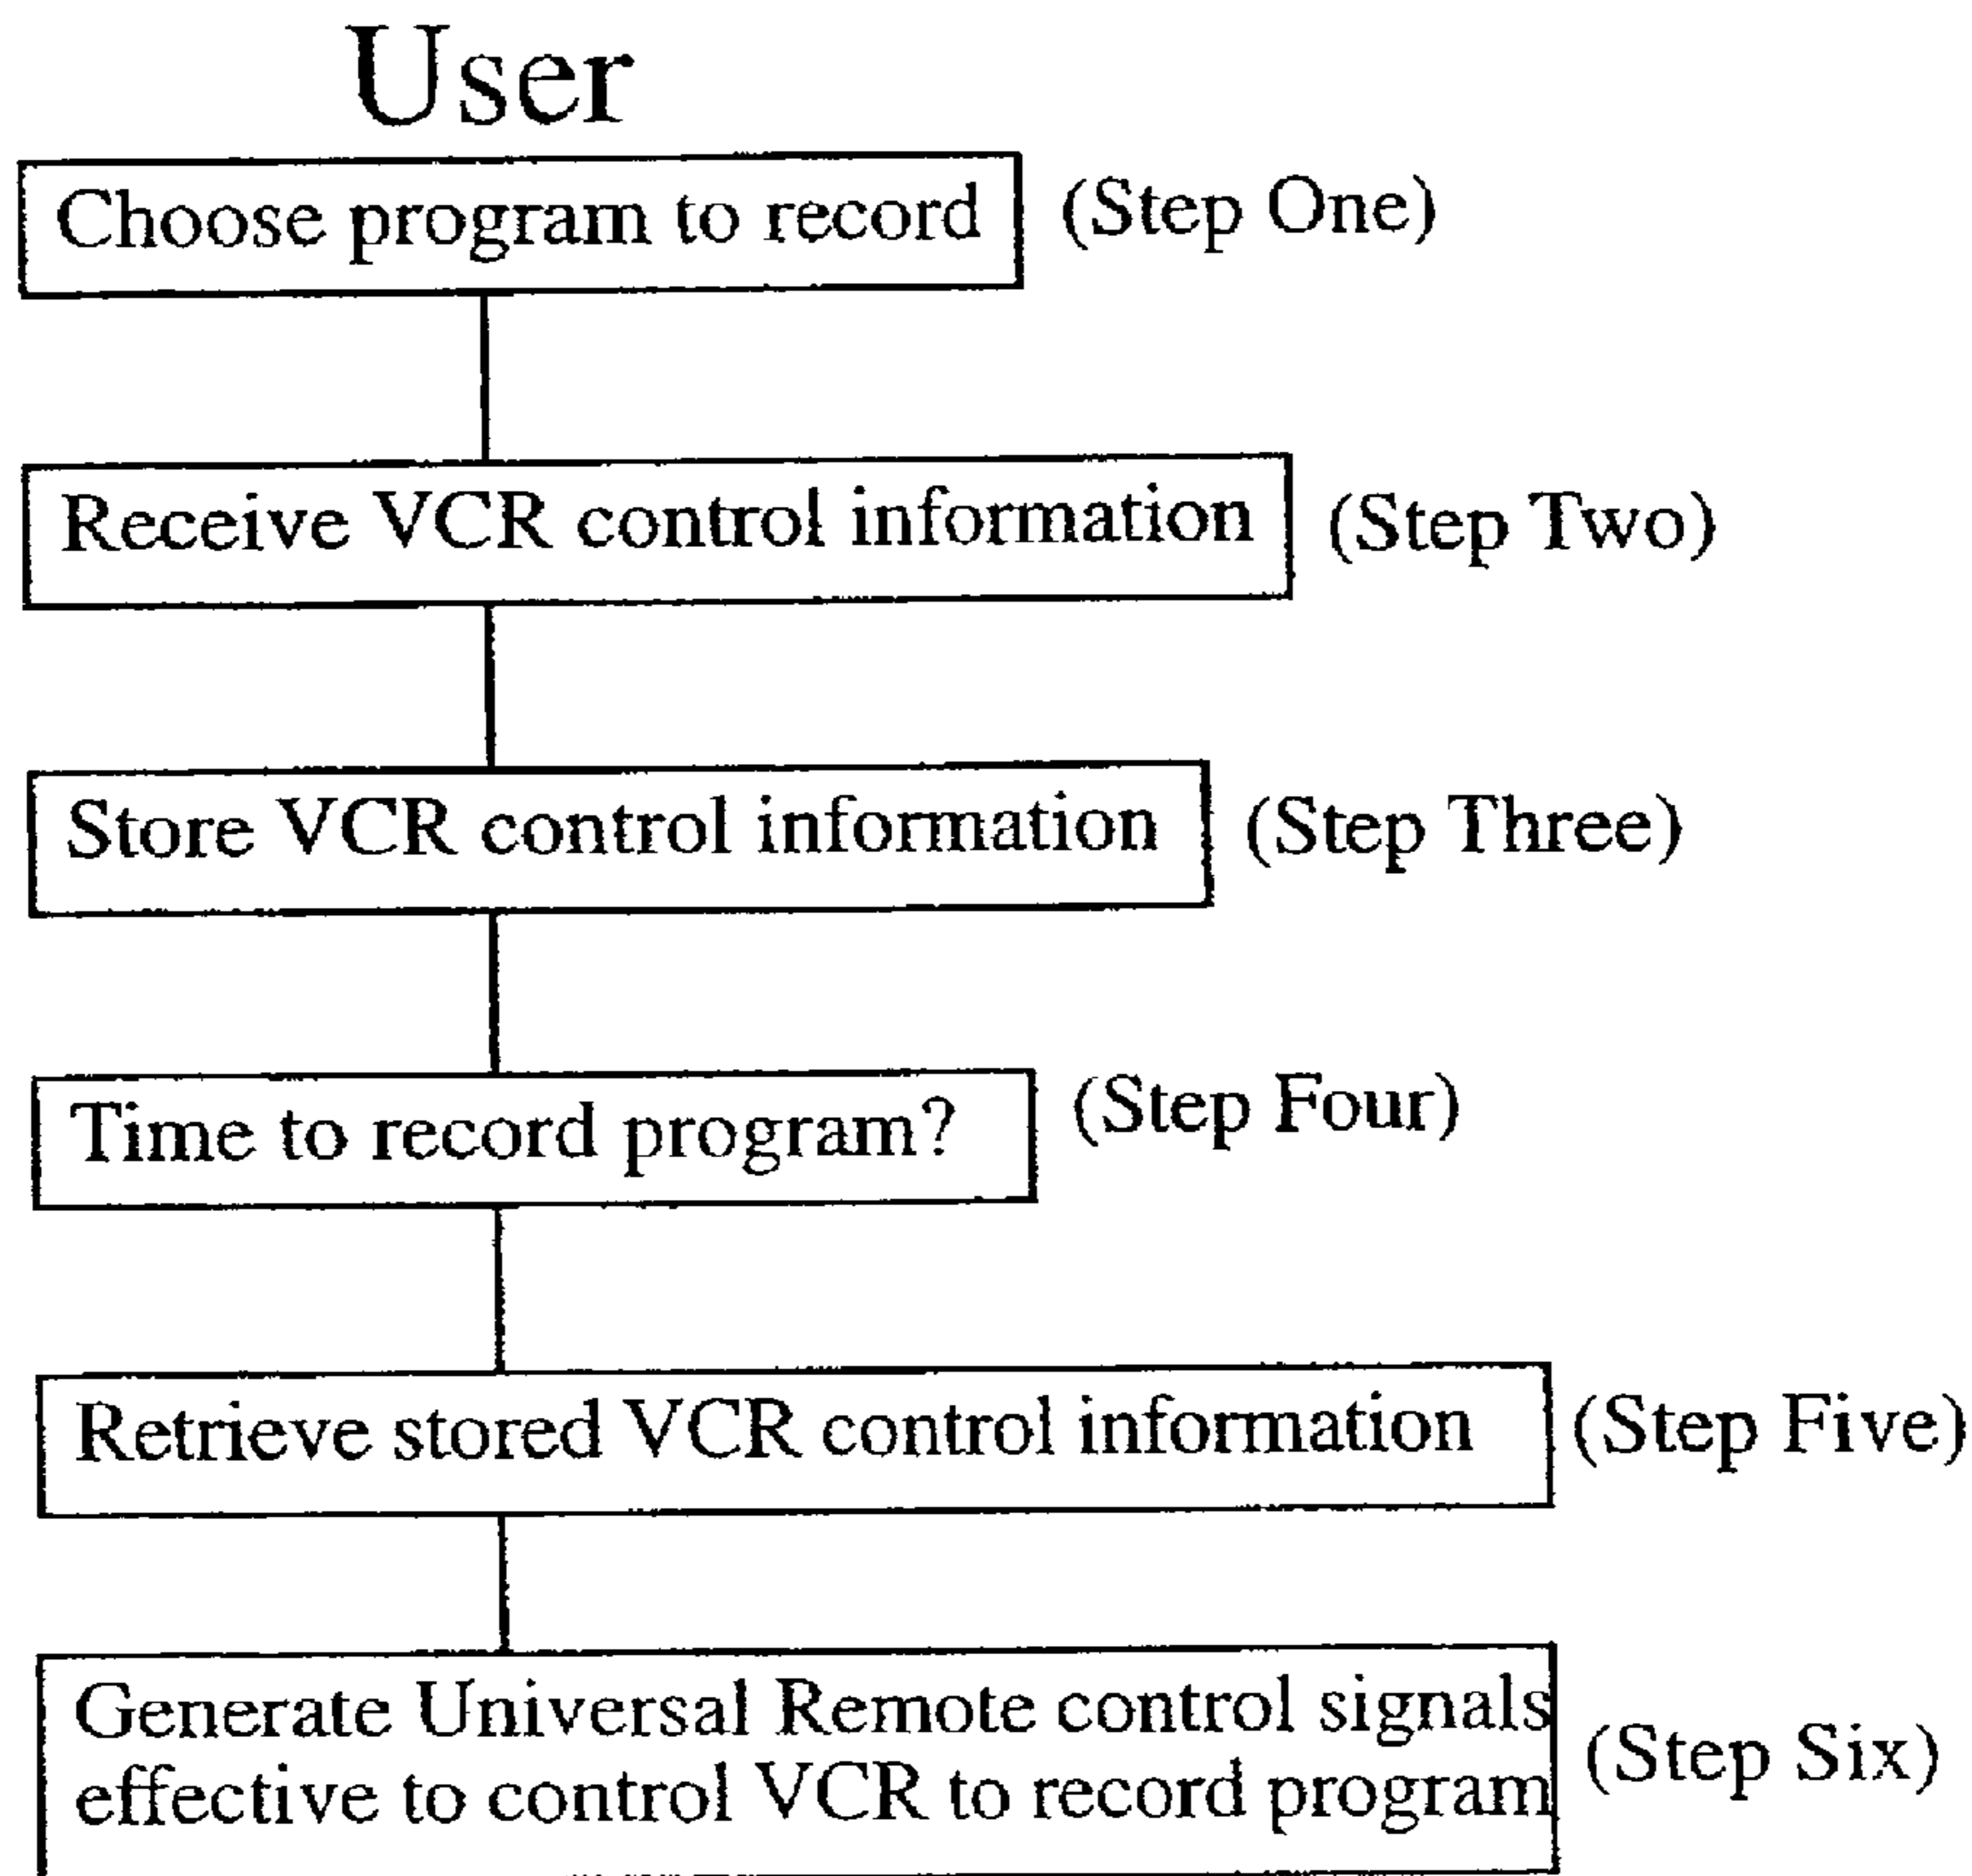 User
Choose program to record (Step One)
Receive VCR control information (Step Two)
Store VCR control information (Step Three)
Time to record program? (Step Four)
Retrieve stored VCR control information (Step Five)
Generate Universal Remote control signals
effective to control VCR to record program (Step Six)